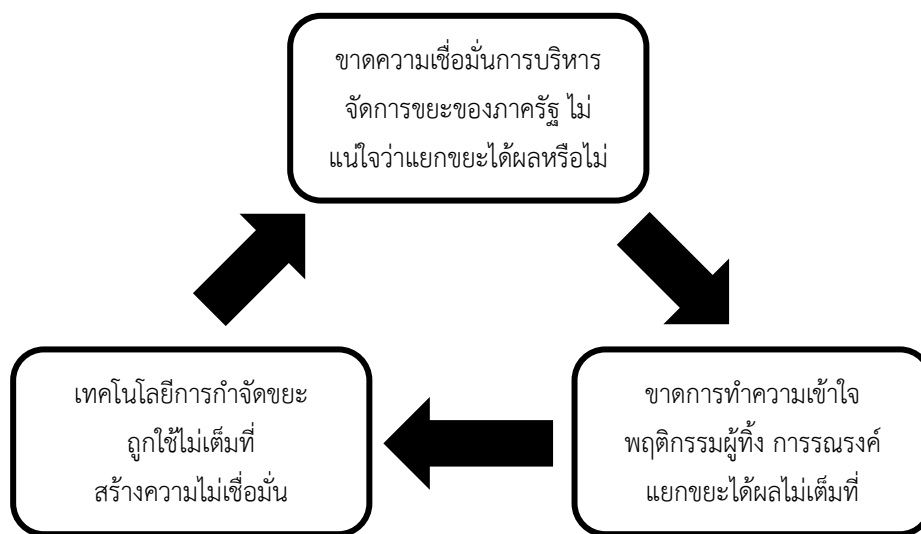 ขาดความเชื่อมั่นการบริหาร
จัดการขยะของภาครัฐ ไม่
แน่ใจว่าแยกขยะได้ผลหรือไม่
เทคโนโลยีการกำจัดขยะ
ถูกใช้ไม่เต็มที่
สร้างความไม่เชื่อมั่น
ขาดการทำความเข้าใจ
พฤติกรรมผู้ทิ้ง การรณรงค์
แยกขยะได้ผลไม่เต็มที่